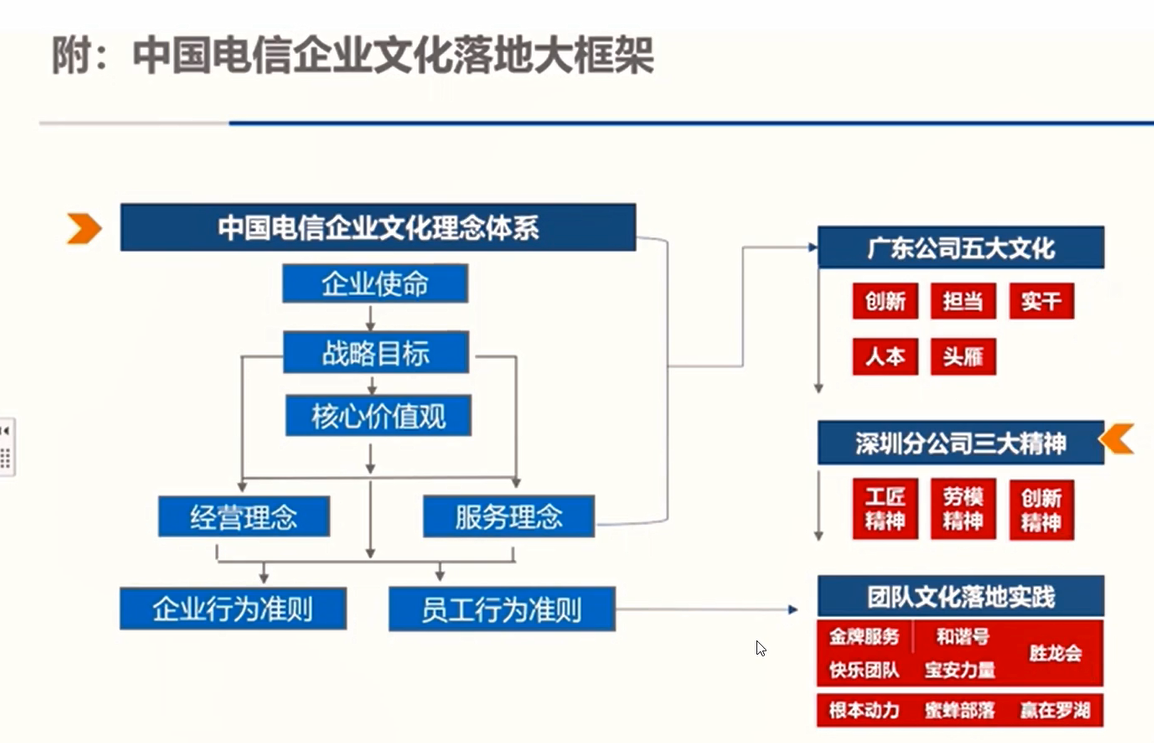 附：中国电信企业文化落地大框架
中国电信企业文化理念体系
企业使命
战略目标
核心价值观
经营理念
服务理念
企业行为准则
员工行为准则
广东公司五大文化
创新 担当 实干
人本 头雁
深圳分公司三大精神
工匠 劳模 创新
精神 精神 精神
团队文化落地实践
金牌服务 和谐号 胜龙会
快乐团队 宝安力量
根本动力 蜜蜂部落 赢在罗湖